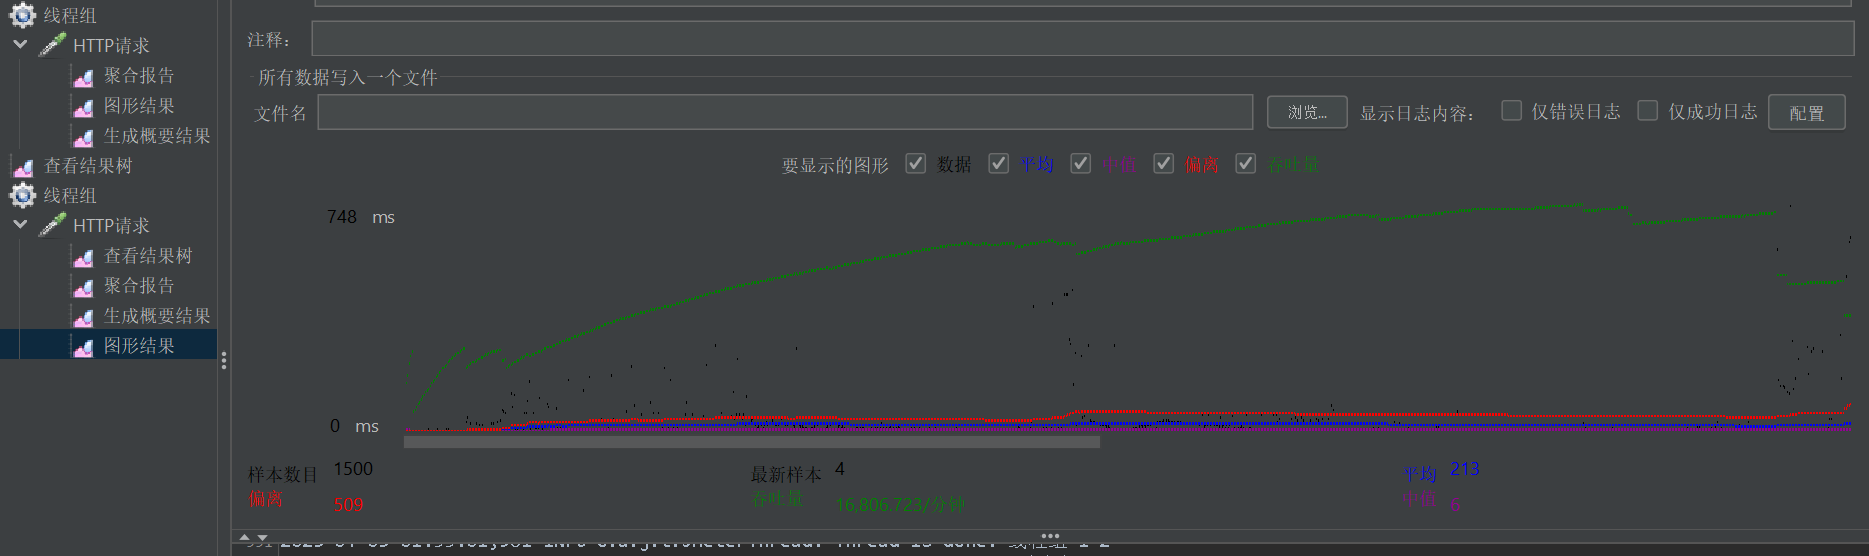 线程组
HTTP请求
聚合报告
图形结果
生成概要结果
查看结果树
线程组
HTTP请求
查看结果树
聚合报告
生成概要结果
图形结果
注释：
所有数据写入一个文件
文件名 浏览... 显示日志内容： 仅错误日志 仅成功日志 配置
要显示的图形 数据 平均 中值 偏离 吞吐量
748 ms
0 ms
样本数目 1500 最新样本 4 平均 213
偏离 509 吞吐量 16,806.723/分钟 中值 6